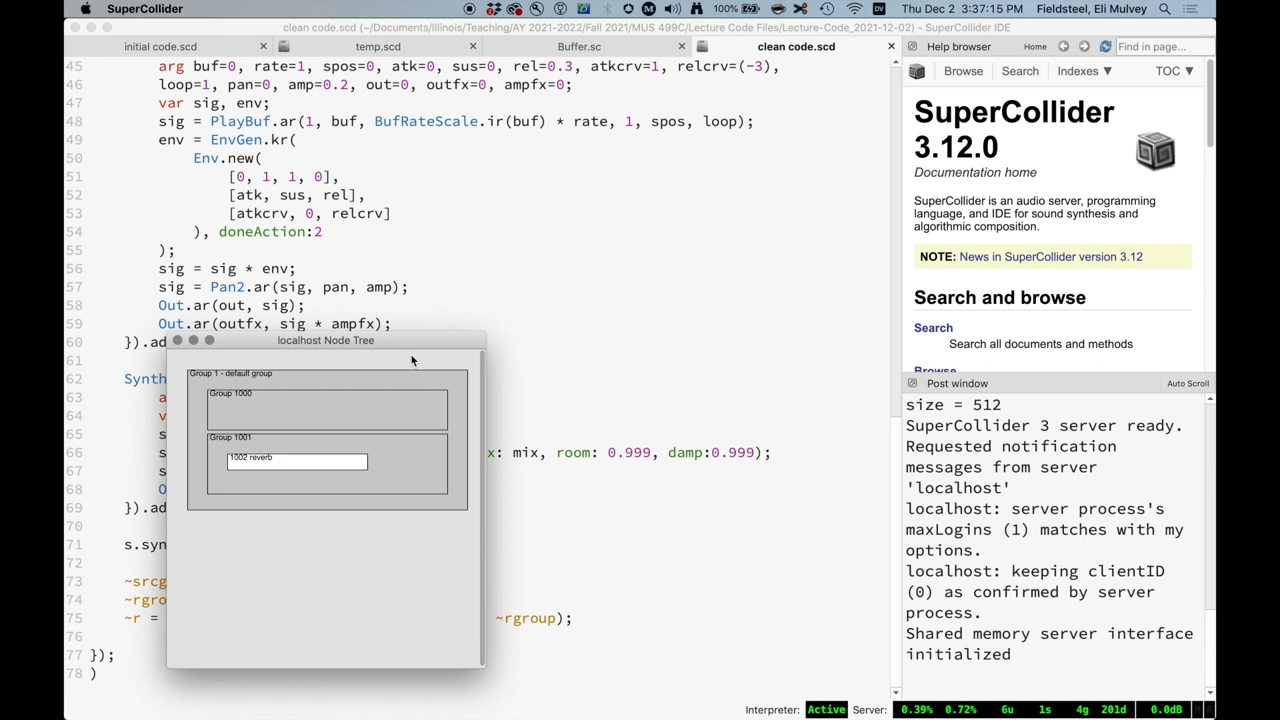 SuperCollider
100%
DV
Thu Dec 2 3:37:15 PM
Fieldsteel, Eli Mulvey
clean code.scd (~/Documents/Illinois/Teaching/AY 2021-2022/Fall 2021/MUS 499C/Lecture Code Files/Lecture-Code_2021-12-02) - SuperCollider IDE
initial code.scd
temp.scd
Buffer.sc
clean code.scd
45 arg buf=0, rate=1, spos=0, atk=0, sus=0, rel=0.3, atkcrv=1, relcrv=(-3),
46 loop=1, pan=0, amp=0.2, out=0, outfx=0, ampfx=0;
47 var sig, env;
48 sig = PlayBuf.ar(1, buf, BufRateScale.ir(buf) * rate, 1, spos, loop);
49 env = EnvGen.kr(
50 Env.new(
51 [0, 1, 1, 0],
52 [atk, sus, rel],
53 [atkcrv, 0, relcrv]
54 ), doneAction:2
55 );
56 sig = sig * env;
57 sig = Pan2.ar(sig, pan, amp);
58 Out.ar(out, sig);
59 Out.ar(outfx, sig * ampfx);
60 }).ad
61
62 Synth
63 a
64 v
65 s
66 s x: mix, room: 0.999, damp:0.999);
67 s
68 O
69 }).ad
70
71 s.syn
72
73 ~srcg
74 ~rgro
75 ~r = ~rgroup);
76
77 });
78 )
localhost Node Tree
Group 1 - default group
Group 1000
Group 1001
1002 reverb
Help browser
Home
Find in page...
Browse
Search
Indexes ▼
TOC ▼
SuperCollider
3.12.0
Documentation home
SuperCollider is an audio server, programming
language, and IDE for sound synthesis and
algorithmic composition.
NOTE: News in SuperCollider version 3.12
Search and browse
Search
Search all documents and methods
Browse
Post window
Auto Scroll
size = 512
SuperCollider 3 server ready.
Requested notification
messages from server
'localhost'
localhost: server process's
maxLogins (1) matches with my
options.
localhost: keeping clientID
(0) as confirmed by server
process.
Shared memory server interface
initialized
Interpreter: Active Server: 0.39% 0.72% 6u 1s 4g 201d 0.0dB M R